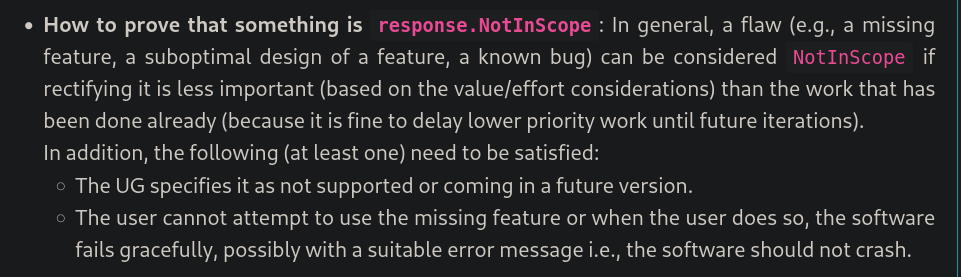 • How to prove that something is response.NotInScope : In general, a flaw (e.g., a missing
feature, a suboptimal design of a feature, a known bug) can be considered NotInScope if
rectifying it is less important (based on the value/effort considerations) than the work that has
been done already (because it is fine to delay lower priority work until future iterations).
In addition, the following (at least one) need to be satisfied:
◦ The UG specifies it as not supported or coming in a future version.
◦ The user cannot attempt to use the missing feature or when the user does so, the software
fails gracefully, possibly with a suitable error message i.e., the software should not crash.